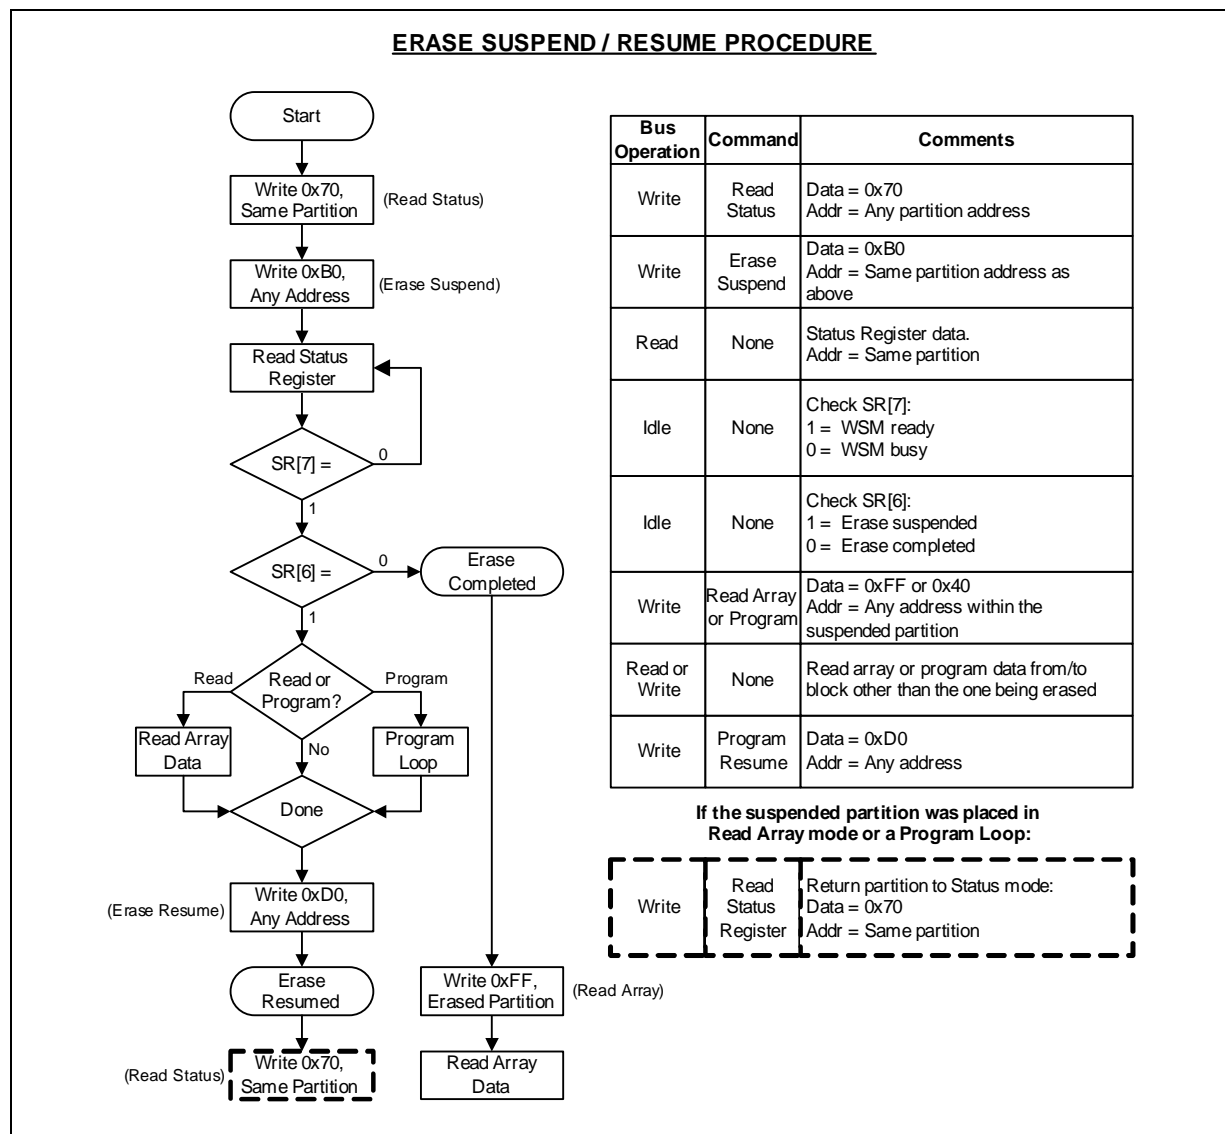 ERASE SUSPEND / RESUME PROCEDURE
Start
Write 0x70,
Same Partition
(Read Status)
Write 0xB0,
Any Address
(Erase Suspend)
Read Status
Register
SR[7] =
0
1
SR[6] =
0
Erase
Completed
1
Read
Read or
Program?
Program
Read Array
Data
No
Program
Loop
Done
(Erase Resume)
Write 0xD0,
Any Address
Erase
Resumed
Write 0xFF,
Erased Partition
(Read Array)
(Read Status)
Write 0x70,
Same Partition
Read Array
Data
Bus
Operation
Command
Comments
Write
Read
Status
Data = 0x70
Addr = Any partition address
Write
Erase
Suspend
Data = 0xB0
Addr = Same partition address as
above
Read
None
Status Register data.
Addr = Same partition
Idle
None
Check SR[7]:
1 = WSM ready
0 = WSM busy
Idle
None
Check SR[6]:
1 = Erase suspended
0 = Erase completed
Write
Read Array
or Program
Data = 0xFF or 0x40
Addr = Any address within the
suspended partition
Read or
Write
None
Read array or program data from/to
block other than the one being erased
Write
Program
Resume
Data = 0xD0
Addr = Any address
If the suspended partition was placed in
Read Array mode or a Program Loop:
Write
Read
Status
Register
Return partition to Status mode:
Data = 0x70
Addr = Same partition